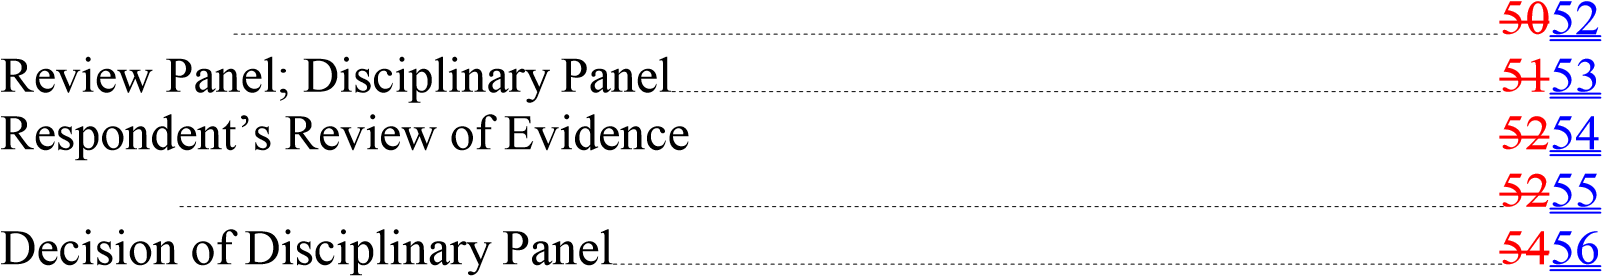 5052
Review Panel; Disciplinary Panel 5153
Respondent’s Review of Evidence 5254
5255
Decision of Disciplinary Panel 5456